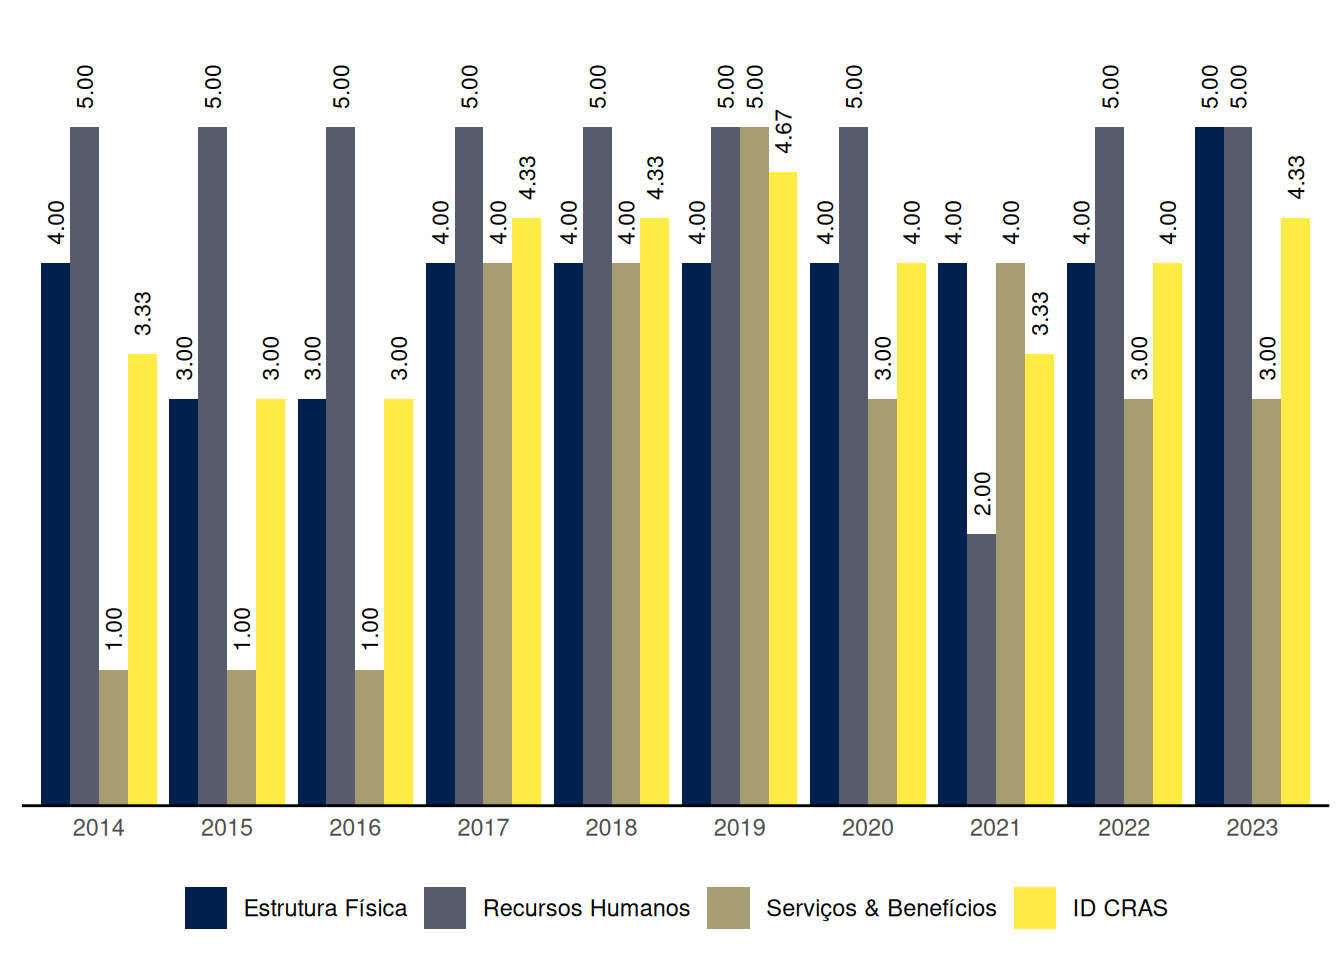 4.00 5.00 1.00 3.33 3.00 5.00 1.00 3.00 3.00 5.00 1.00 3.00 4.00 5.00 4.00 4.33 4.00 5.00 4.00 4.33 4.00 5.00 5.00 4.67 4.00 5.00 3.00 4.00 4.00 2.00 4.00 3.33 4.00 5.00 3.00 4.00 5.00 5.00 3.00 4.33
2014 2015 2016 2017 2018 2019 2020 2021 2022 2023
Estrutura Física Recursos Humanos Serviços & Benefícios ID CRAS